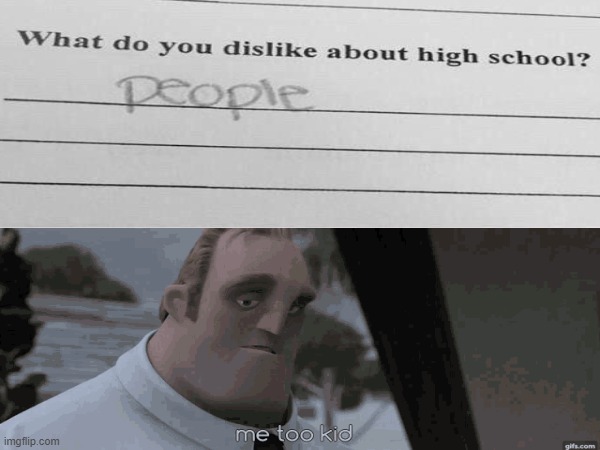 What do you dislike about high school?
People
me too kid
imgflip.com
gifs.com